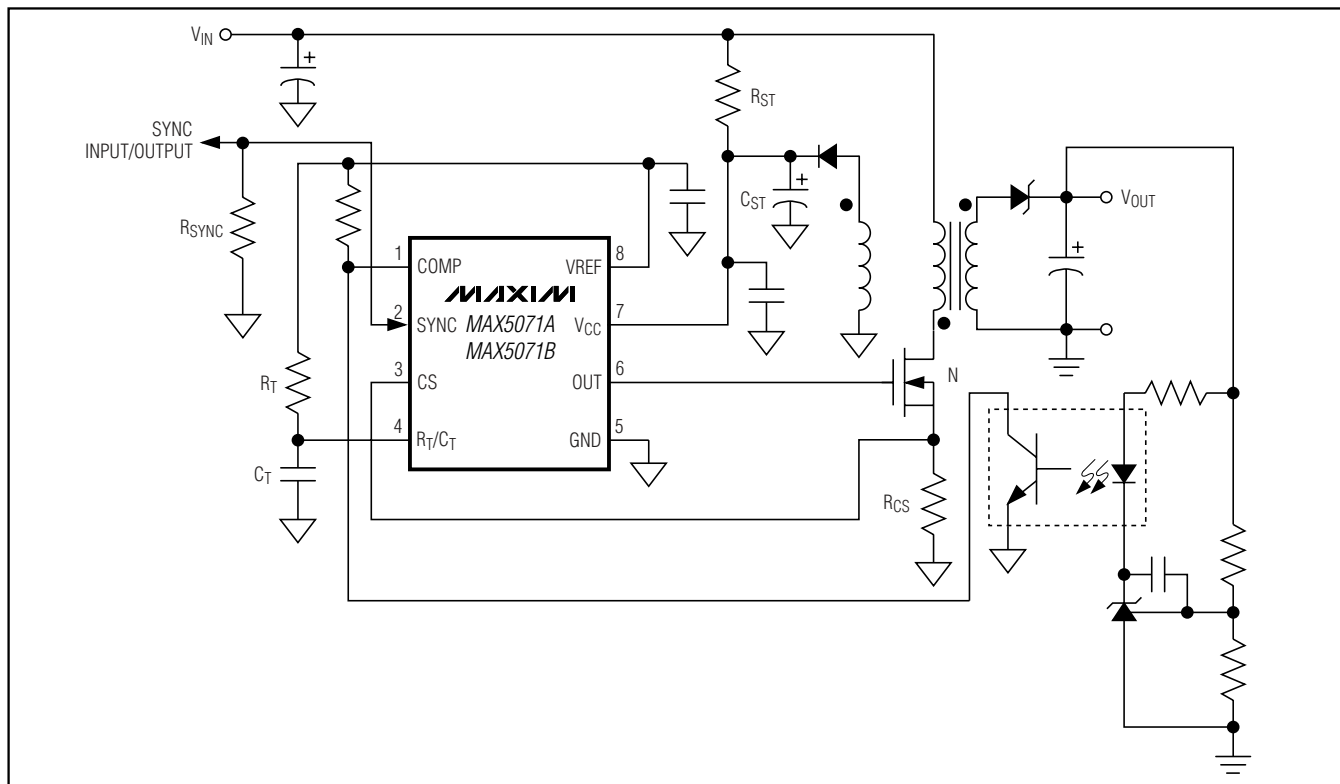 VIN
+
RST
SYNC
INPUT/OUTPUT
+
CST
VOUT
RSYNC
+
1
COMP
VREF
8
MAXIM
2
SYNC
MAX5071A
MAX5071B
VCC
7
3
CS
OUT
6
N
RT
4
RT/CT
GND
5
CT
RCS